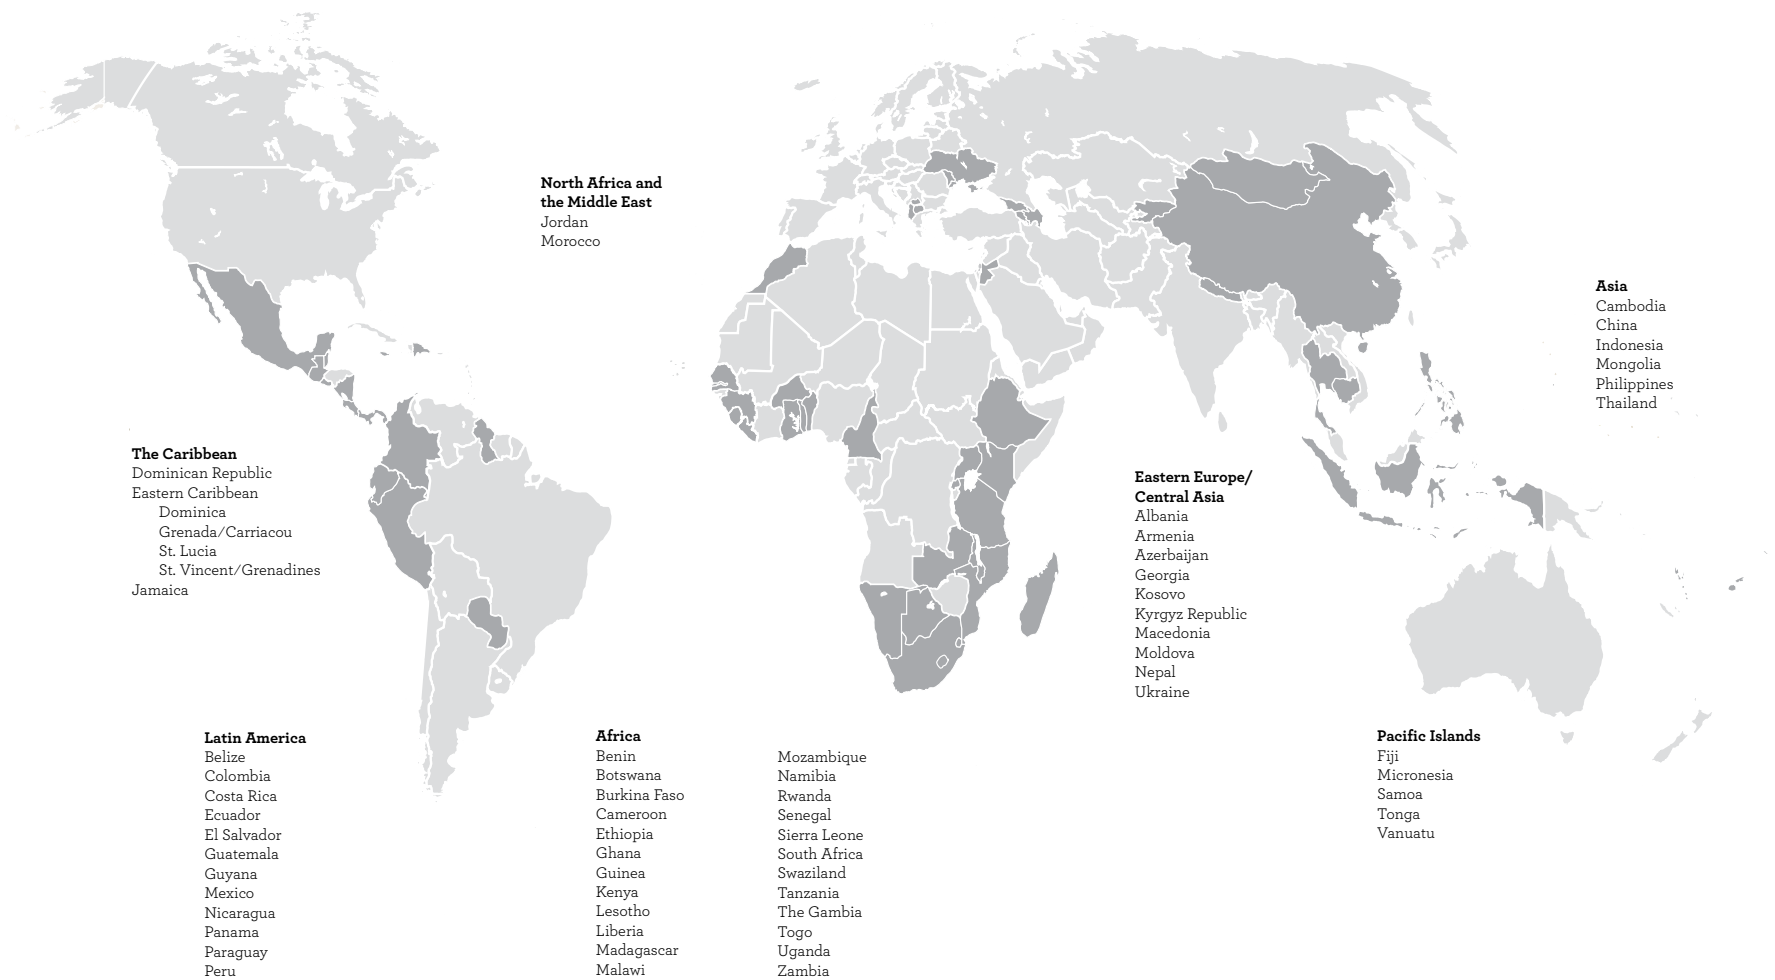 North Africa and
the Middle East
Jordan
Morocco
Asia
Cambodia
China
Indonesia
Mongolia
Philippines
Thailand
The Caribbean
Dominican Republic
Eastern Caribbean
Dominica
Grenada/Carriacou
St. Lucia
St. Vincent/Grenadines
Jamaica
Eastern Europe/
Central Asia
Albania
Armenia
Azerbaijan
Georgia
Kosovo
Kyrgyz Republic
Macedonia
Moldova
Nepal
Ukraine
Latin America
Belize
Colombia
Costa Rica
Ecuador
El Salvador
Guatemala
Guyana
Mexico
Nicaragua
Panama
Paraguay
Peru
Africa
Benin
Botswana
Burkina Faso
Cameroon
Ethiopia
Ghana
Guinea
Kenya
Lesotho
Liberia
Madagascar
Malawi
Mozambique
Namibia
Rwanda
Senegal
Sierra Leone
South Africa
Swaziland
Tanzania
The Gambia
Togo
Uganda
Zambia
Pacific Islands
Fiji
Micronesia
Samoa
Tonga
Vanuatu